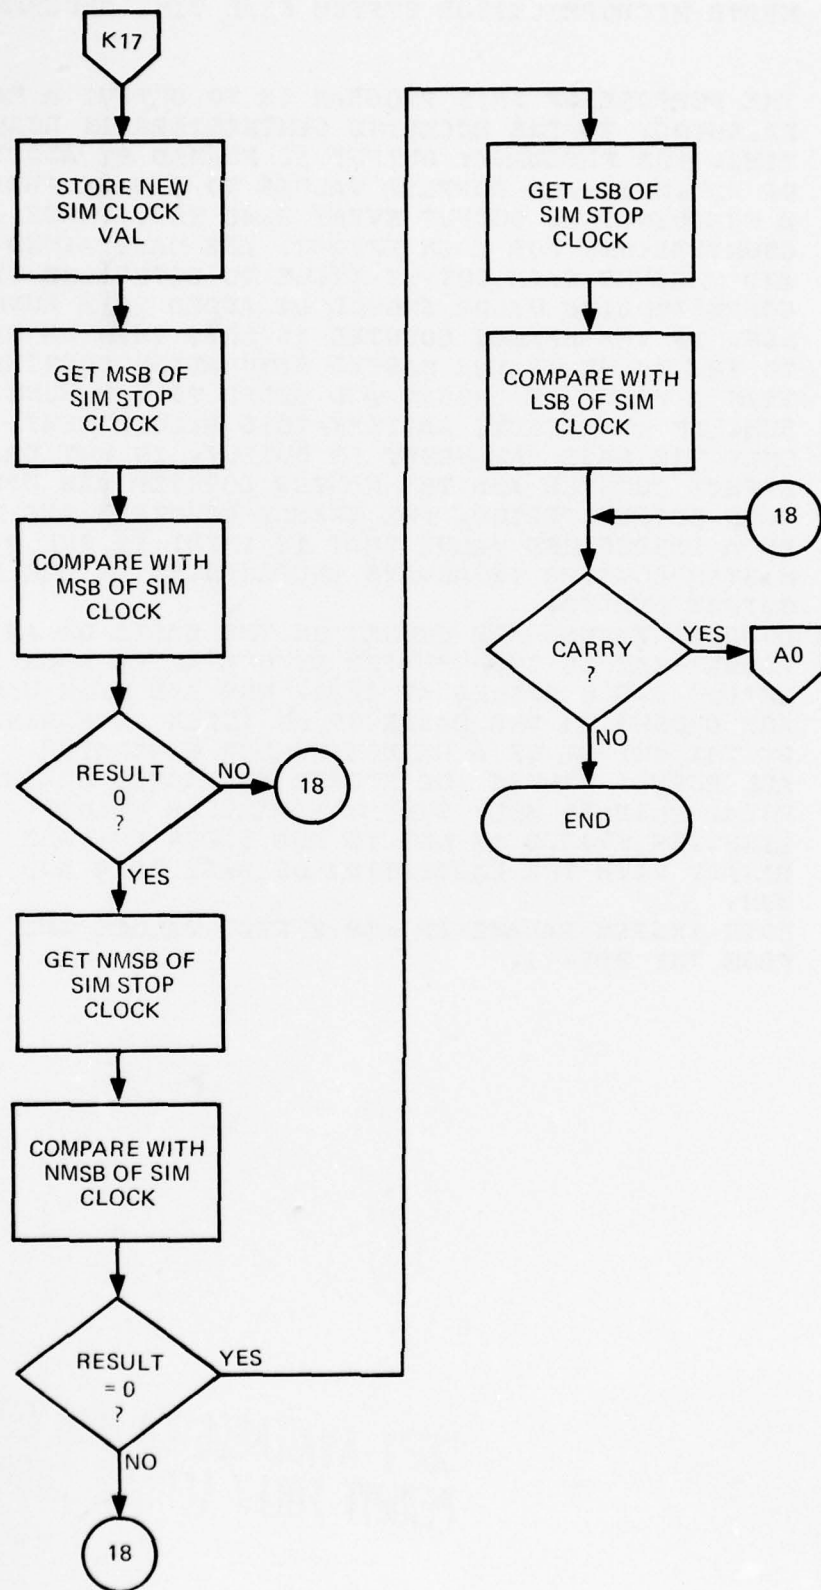 K17
STORE NEW
SIM CLOCK
VAL
GET MSB OF
SIM STOP
CLOCK
COMPARE WITH
MSB OF SIM
CLOCK
RESULT
0
?
NO
18
YES
GET NMSB OF
SIM STOP
CLOCK
COMPARE WITH
NMSB OF SIM
CLOCK
RESULT
= 0
?
YES
NO
18
GET LSB OF
SIM STOP
CLOCK
COMPARE WITH
LSB OF SIM
CLOCK
18
CARRY
?
YES
A0
NO
END